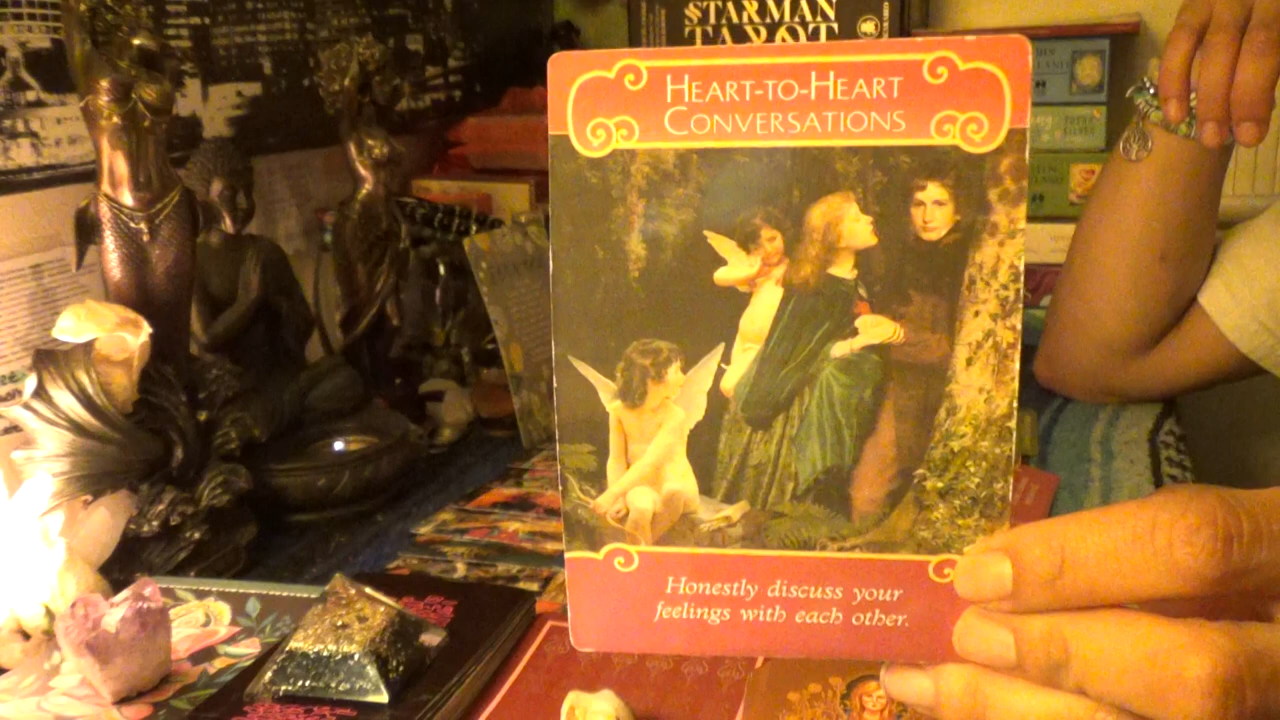 STARMAN
TAROT
HEART-TO-HEART
CONVERSATIONS
Honestly discuss your
feelings with each other.